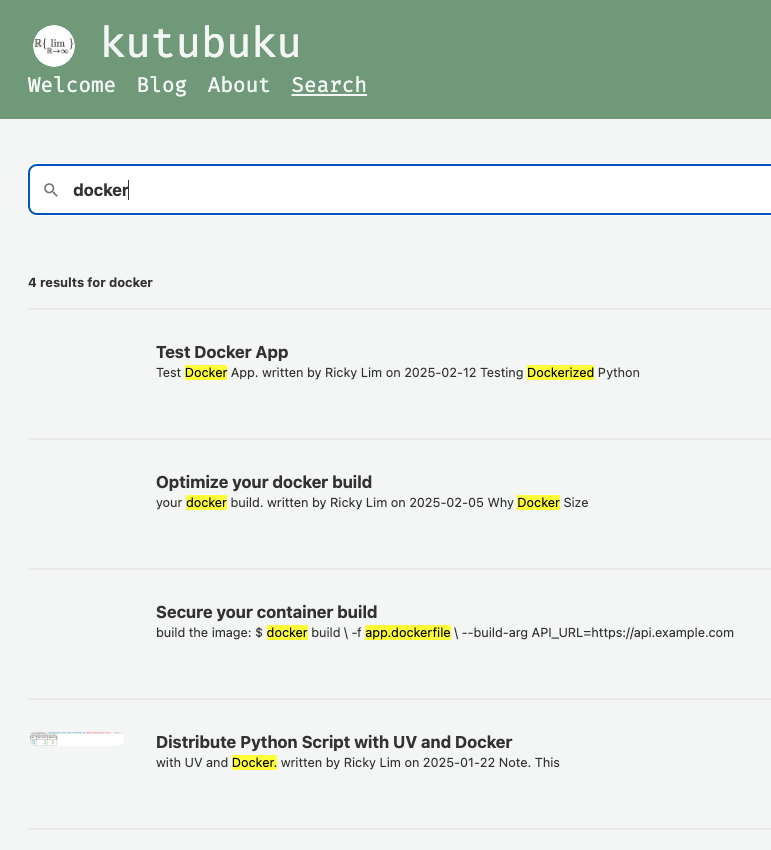 R{ lim }
R→∞
kutubuku
Welcome Blog About Search
docker
4 results for docker
Test Docker App
Test Docker App. written by Ricky Lim on 2025-02-12 Testing Dockerized Python
Optimize your docker build
your docker build. written by Ricky Lim on 2025-02-05 Why Docker Size
Secure your container build
build the image: $ docker build \ -f app.dockerfile \ --build-arg API_URL=https://api.example.com
Distribute Python Script with UV and Docker
with UV and Docker. written by Ricky Lim on 2025-01-22 Note. This